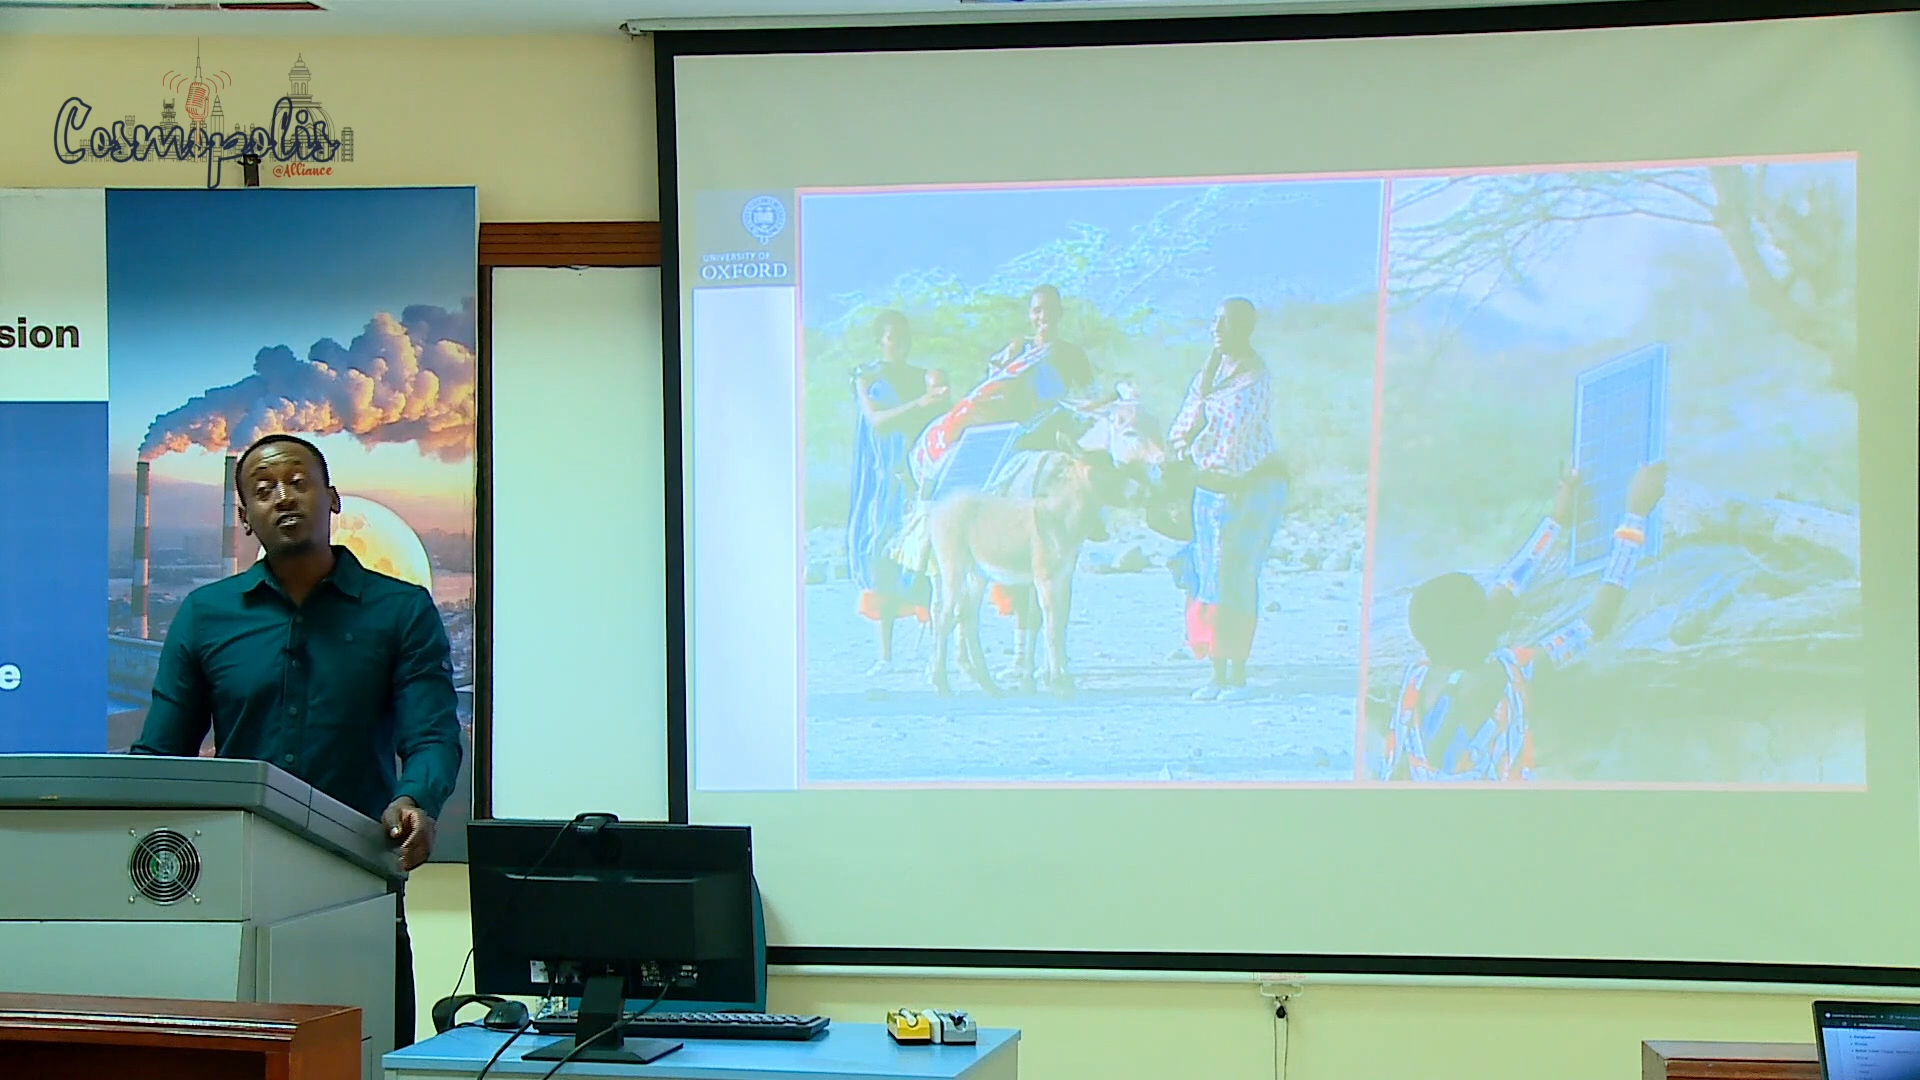 Cosmopolis
@Alliance
sion
e
UNIVERSITY OF
OXFORD